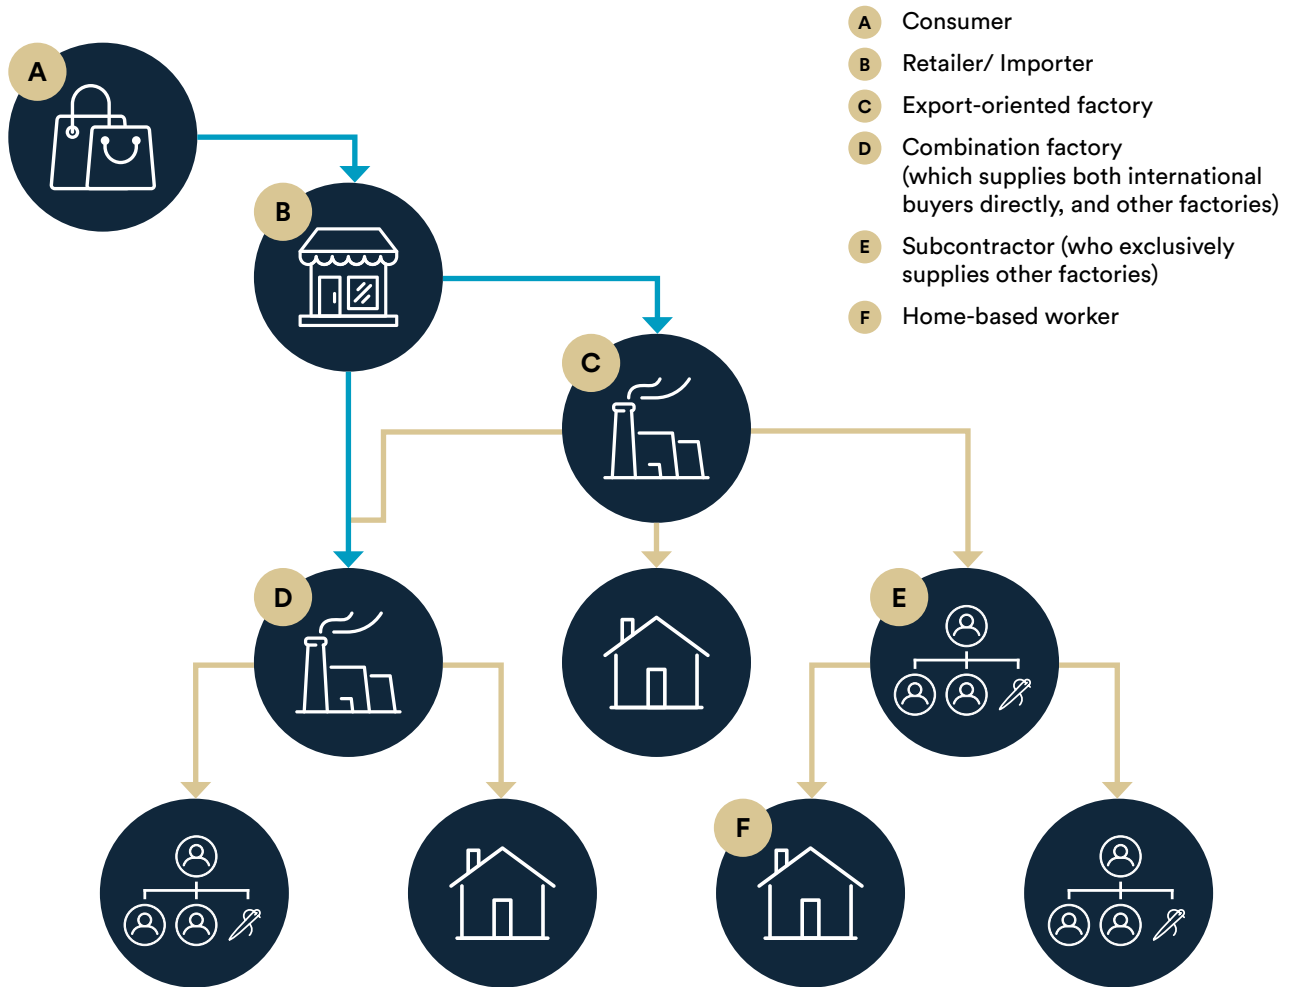 A Consumer
B Retailer/ Importer
C Export-oriented factory
D Combination factory
(which supplies both international
buyers directly, and other factories)
E Subcontractor (who exclusively
supplies other factories)
F Home-based worker
A
B
C
D
E
F